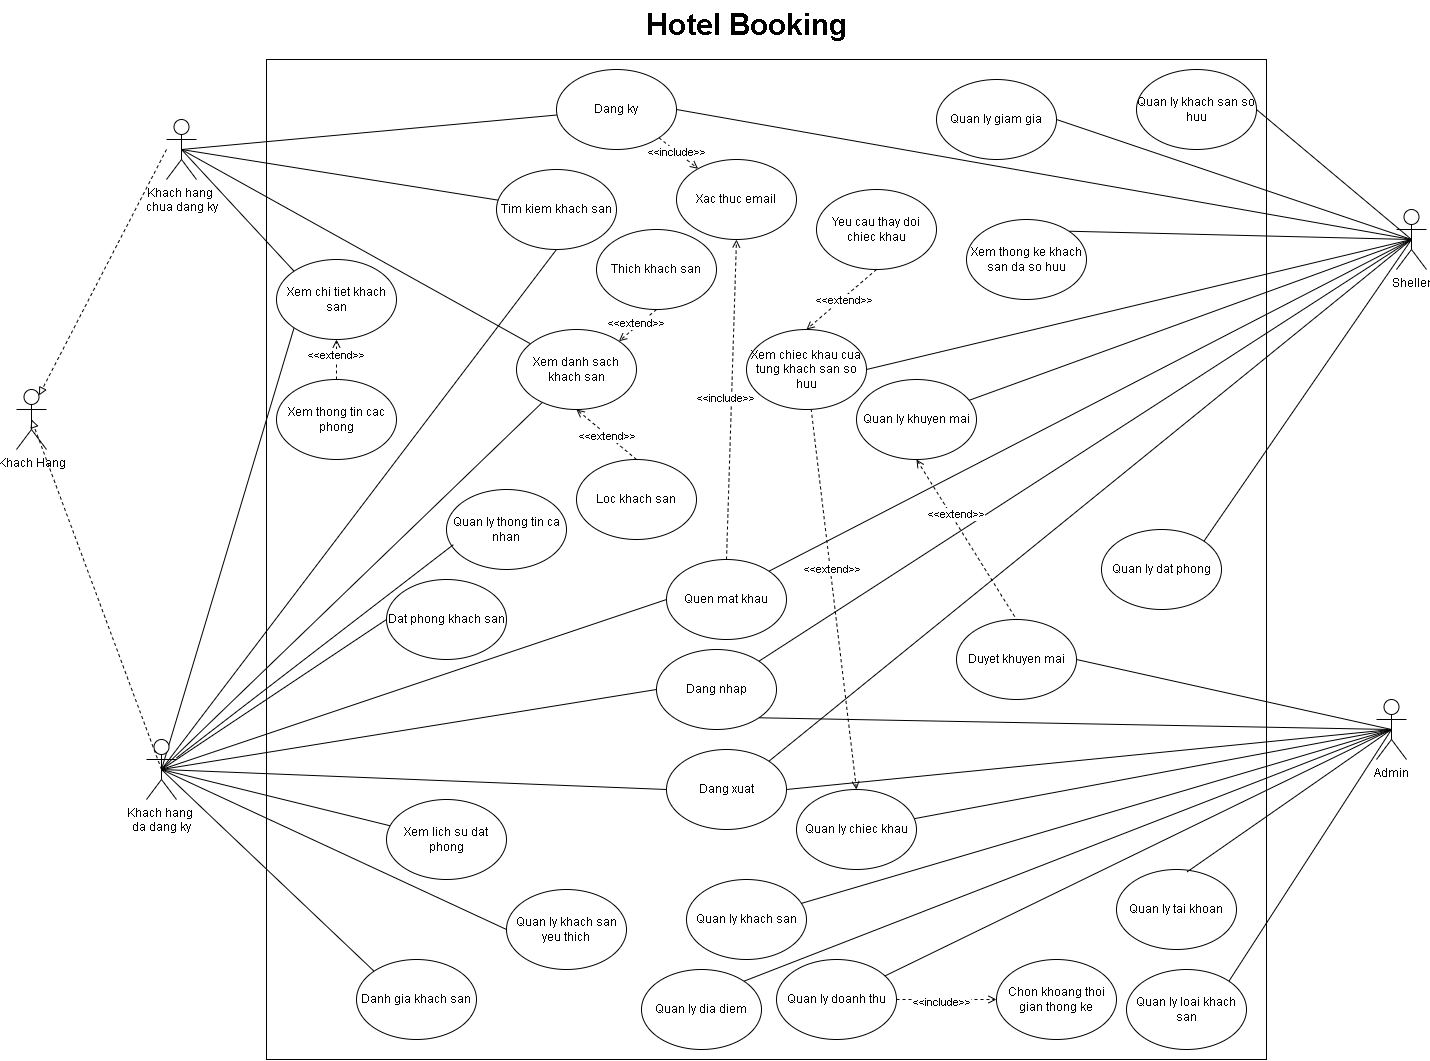 Hotel Booking
Dang ky
Quan ly giam gia
Quan ly khach san so
huu
<<include>>
Khach hang
chua dang ky
Tim kiem khach san
Xac thuc email
Yeu cau thay doi
chiec khau
Xem thong ke khach
san da so huu
Sheller
Thich khach san
Xem chi tiet khach
san
<<extend>>
<<extend>>
<<extend>>
Xem danh sach
khach san
Xem chiec khau cua
tung khach san so
huu
Xem thong tin cac
phong
<<include>>
Quan ly khuyen mai
<<extend>>
Khach Hang
Loc khach san
Quan ly thong tin ca
nhan
<<extend>>
<<extend>>
Quan ly dat phong
Dat phong khach san
Quen mat khau
Duyet khuyen mai
Dang nhap
Dang xuat
Admin
Khach hang
da dang ky
Xem lich su dat
phong
Quan ly chiec khau
Quan ly khach san
yeu thich
Quan ly khach san
Quan ly tai khoan
Danh gia khach san
Quan ly dia diem
Quan ly doanh thu
<<include>>
Chon khoang thoi
gian thong ke
Quan ly loai khach
san